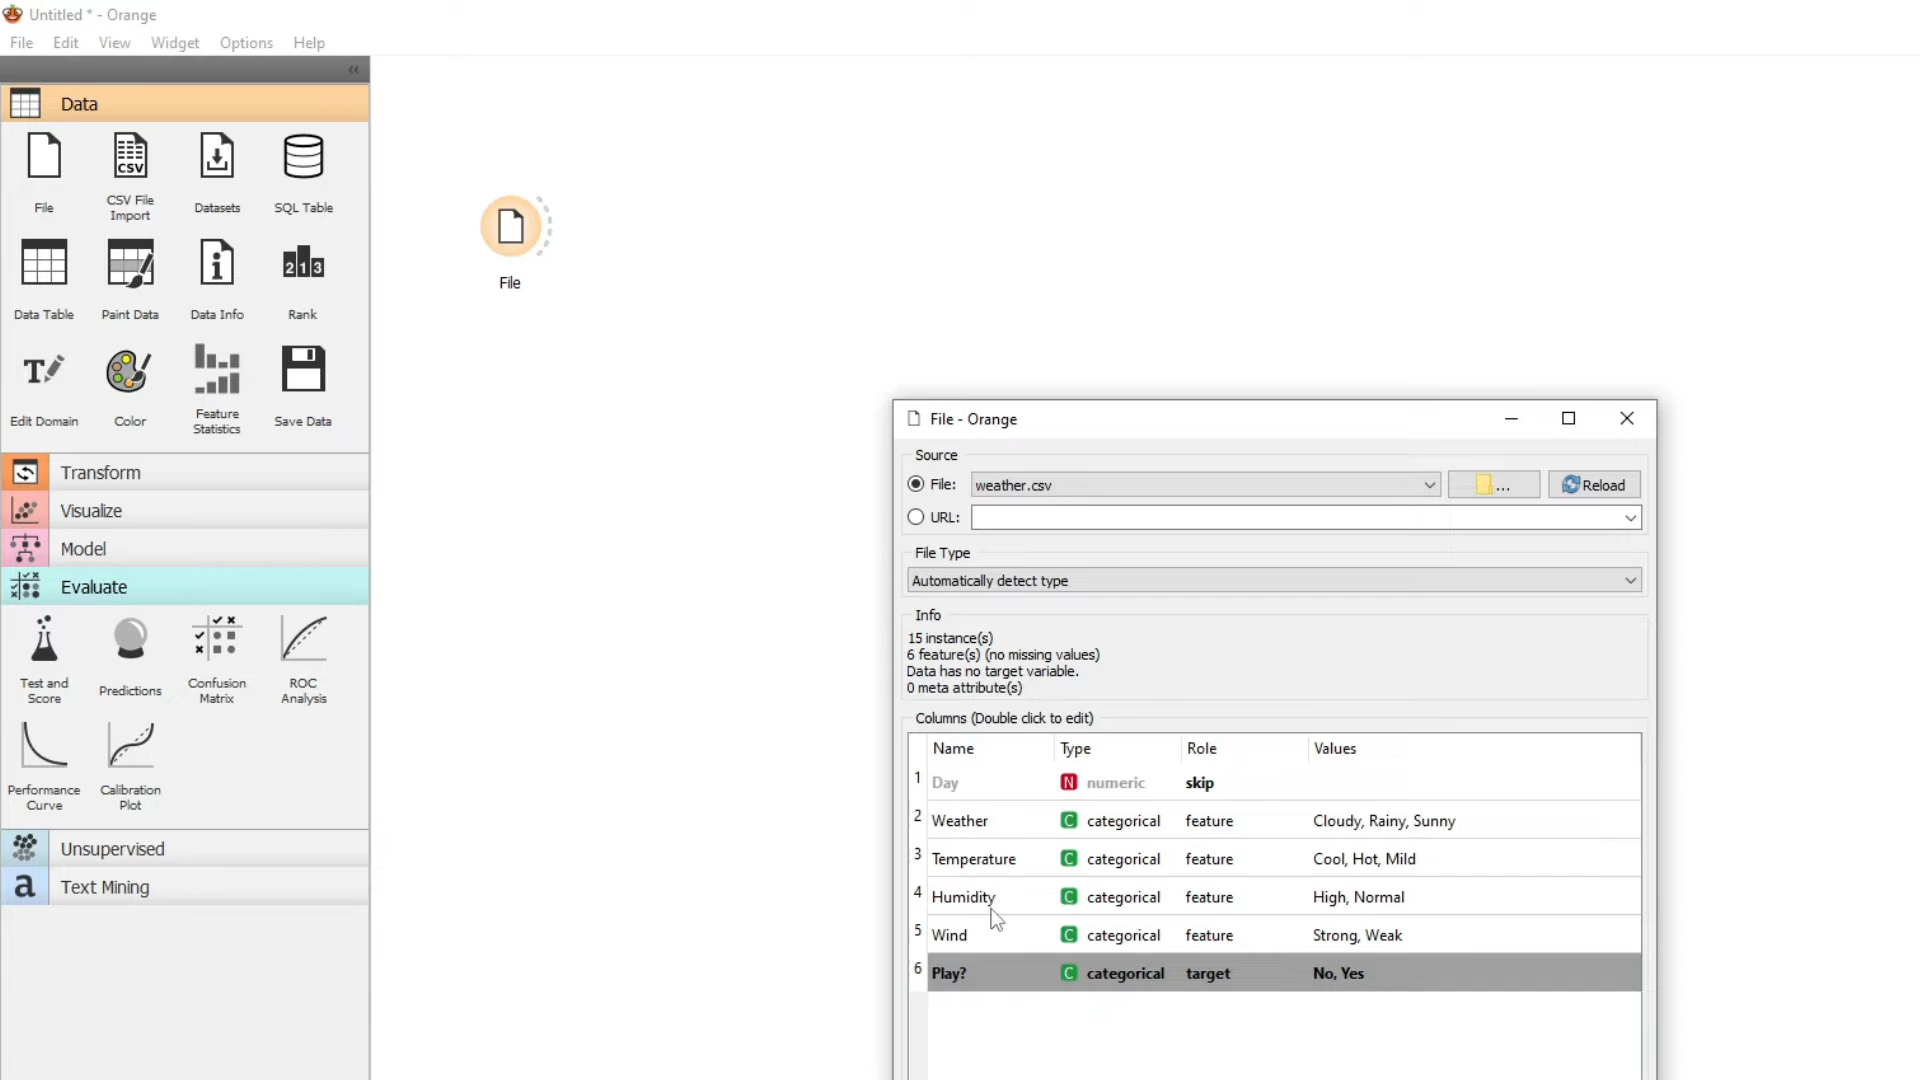 Untitled * - Orange
File Edit View Widget Options Help
«
Data
File
CSV
CSV File Import
Datasets
SQL Table
Data Table
Paint Data
Data Info
2 1 3
Rank
Edit Domain
Color
Feature Statistics
Save Data
Transform
Visualize
Model
Evaluate
Test and Score
Predictions
Confusion Matrix
ROC Analysis
Performance Curve
Calibration Plot
Unsupervised
a Text Mining
File
File - Orange
Source
File: weather.csv ... Reload
URL:
File Type
Automatically detect type
Info
15 instance(s)
6 feature(s) (no missing values)
Data has no target variable.
0 meta attribute(s)
Columns (Double click to edit)
Name Type Role Values
1 Day N numeric skip
2 Weather C categorical feature Cloudy, Rainy, Sunny
3 Temperature C categorical feature Cool, Hot, Mild
4 Humidity C categorical feature High, Normal
5 Wind C categorical feature Strong, Weak
6 Play? C categorical target No, Yes